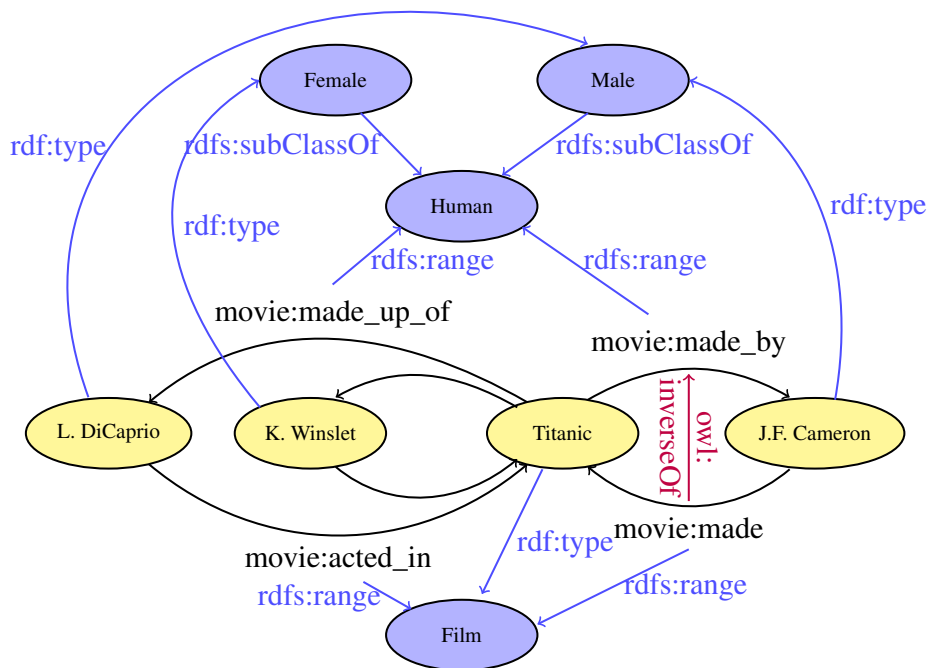 Female
Male
rdf:type
rdfs:subClassOf
rdfs:subClassOf
Human
rdf:type
rdf:type
rdfs:range
rdfs:range
movie:made_up_of
movie:made_by
owl:
inverseOf
L. DiCaprio
K. Winslet
Titanic
J.F. Cameron
movie:made
rdf:type
movie:acted_in
rdfs:range
rdfs:range
Film